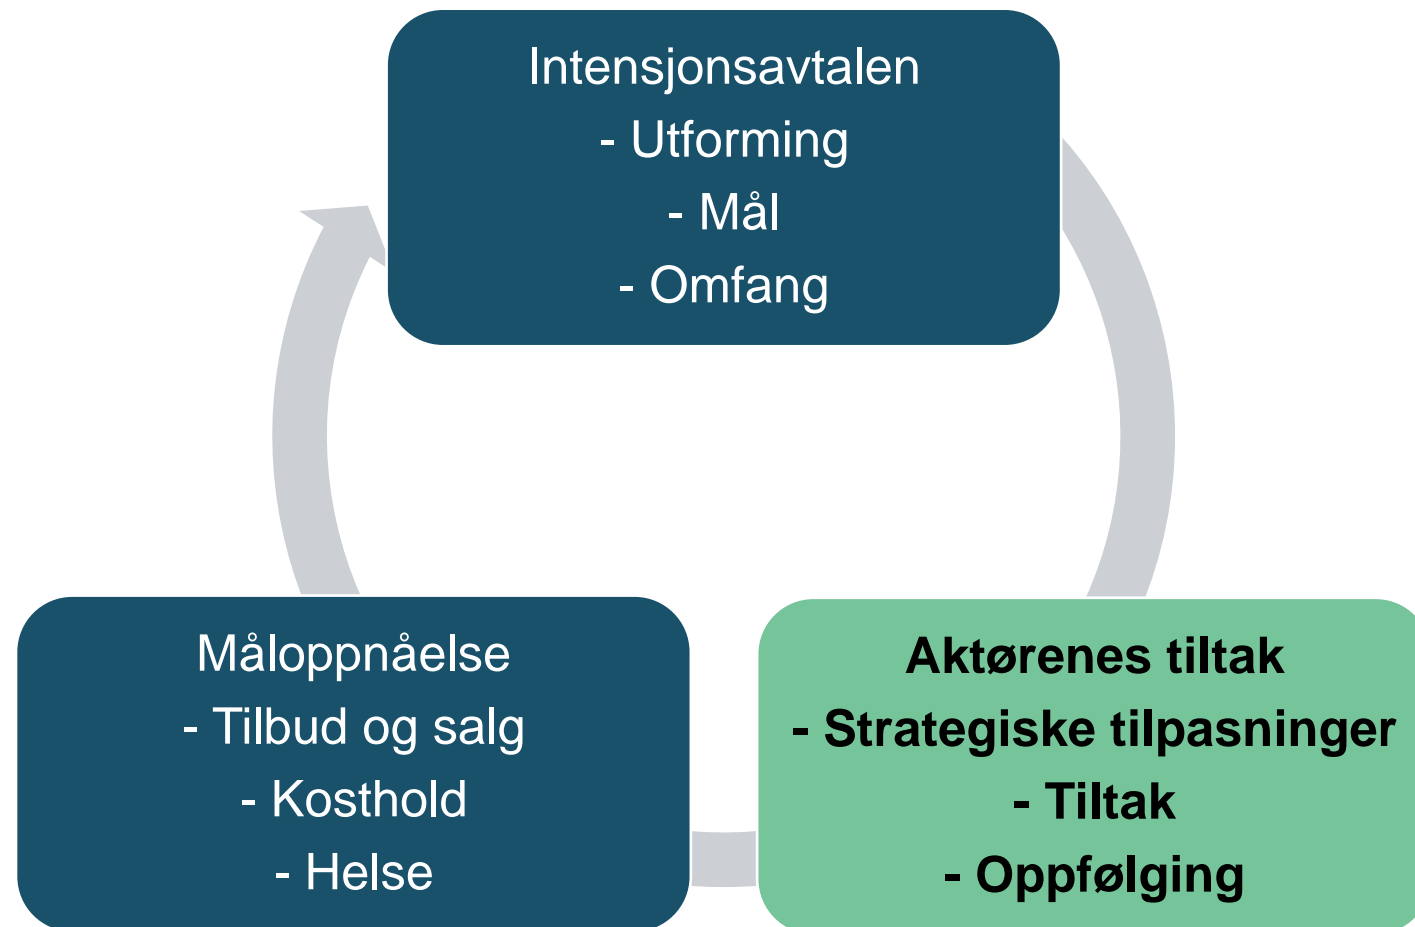 Intensjonsavtalen
- Utforming
- Mål
- Omfang
Måloppnåelse
- Tilbud og salg
- Kosthold
- Helse
Aktørenes tiltak
- Strategiske tilpasninger
- Tiltak
- Oppfølging